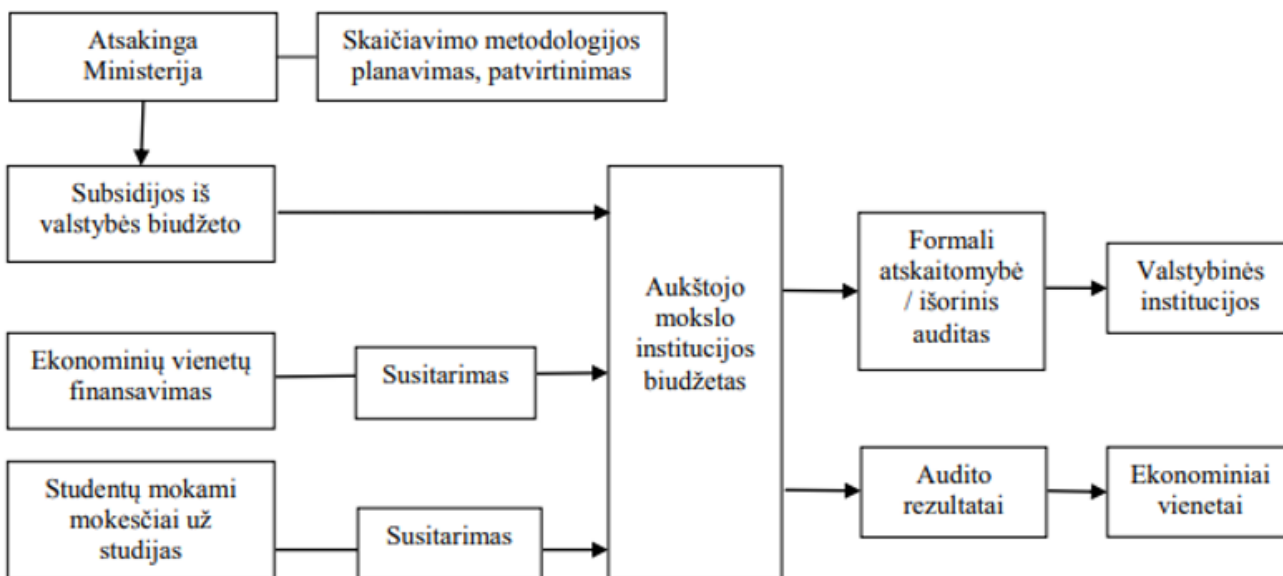 Atsakinga
Ministerija
Skaičiavimo metodologijos
planavimas, patvirtinimas
Subsidijos iš
valstybės biudžeto
Ekonominių vienetų
finansavimas
Susitarimas
Studentų mokami
mokesčiai už
studijas
Susitarimas
Aukštojo
mokslo
institucijos
biudžetas
Formali
atskaitomybė
/ išorinis
auditas
Valstybinės
institucijos
Audito
rezultatai
Ekonominiai
vienetai